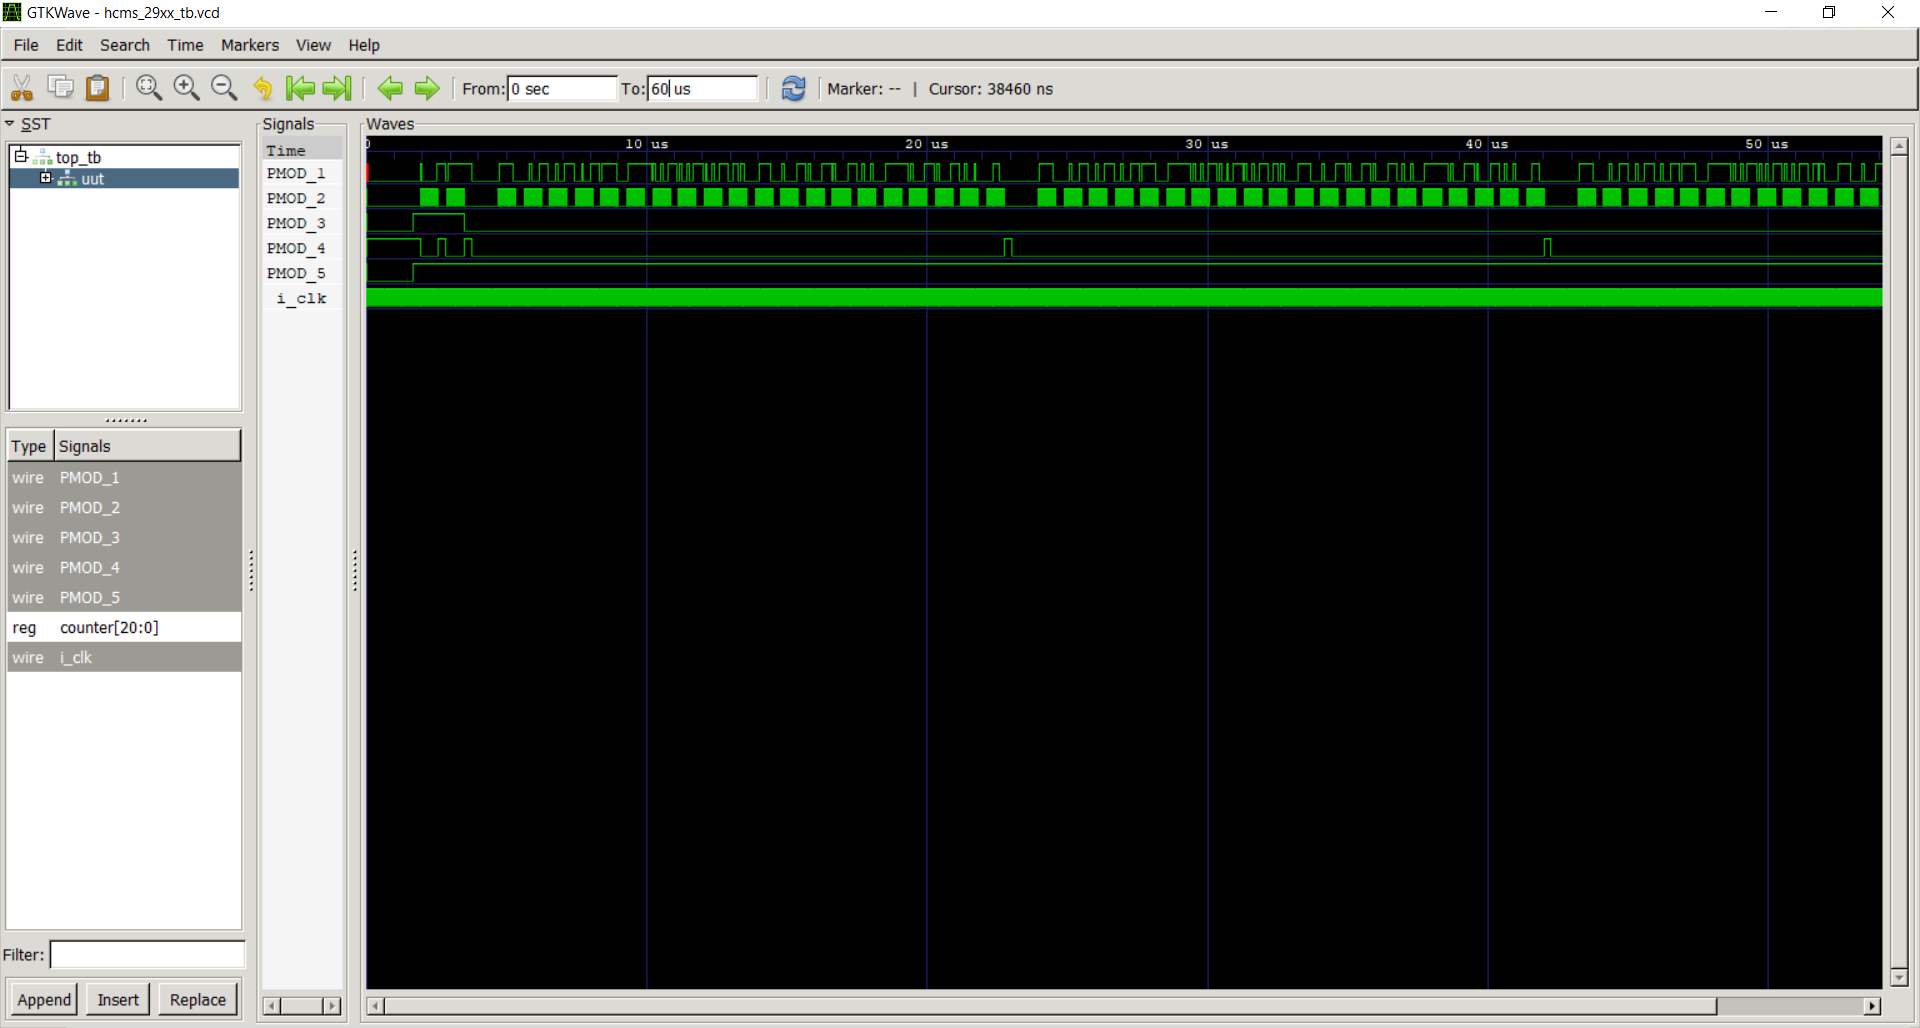 GTKWave - hcms_29xx_tb.vcd
File Edit Search Time Markers View Help
From: 0 sec To: 60 us Marker: -- | Cursor: 38460 ns
SST
top_tb
uut
Type Signals
wire PMOD_1
wire PMOD_2
wire PMOD_3
wire PMOD_4
wire PMOD_5
reg counter[20:0]
wire i_clk
Filter:
Append Insert Replace
Signals
Time
PMOD_1
PMOD_2
PMOD_3
PMOD_4
PMOD_5
i_clk
Waves
0 10 us 20 us 30 us 40 us 50 us